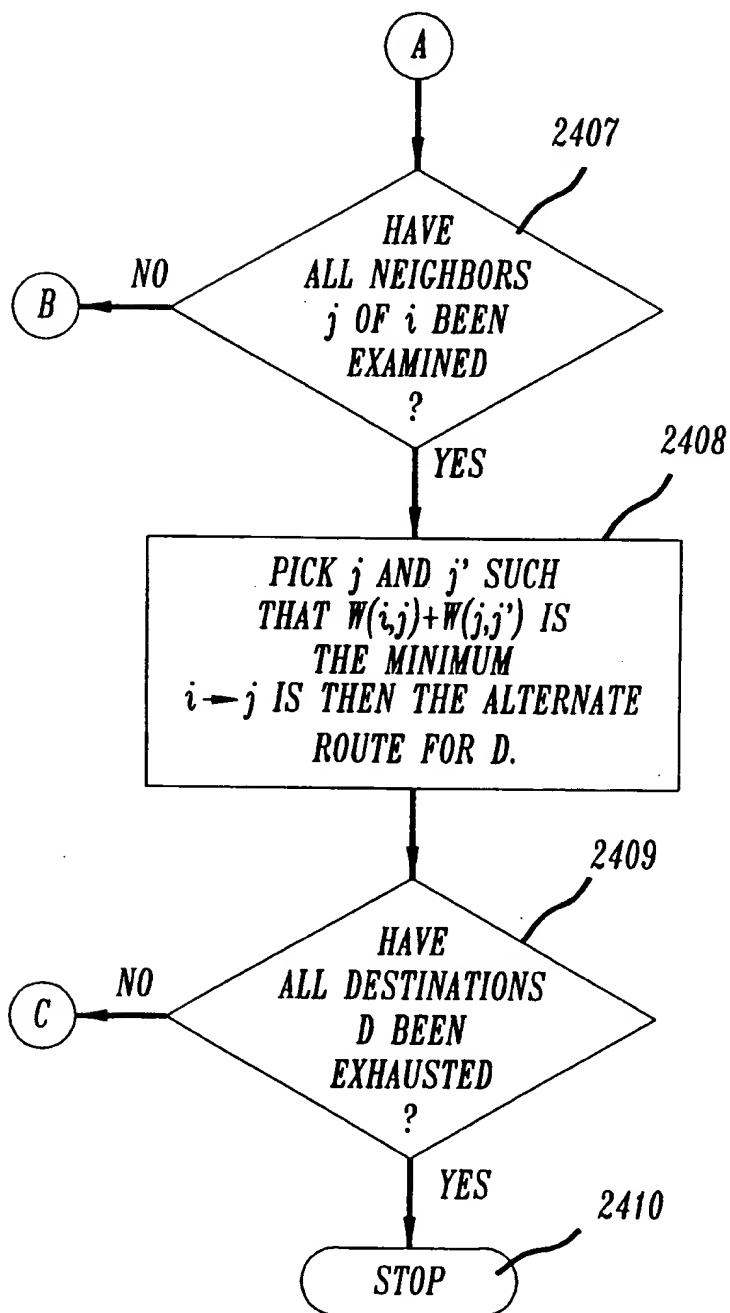 A
2407
HAVE
ALL NEIGHBORS
j OF i BEEN
EXAMINED
?
NO
B
YES
2408
PICK j AND j' SUCH
THAT W(i,j)+W(j,j') IS
THE MINIMUM
i→j IS THEN THE ALTERNATE
ROUTE FOR D.
2409
HAVE
ALL DESTINATIONS
D BEEN
EXHAUSTED
?
NO
C
YES
2410
STOP